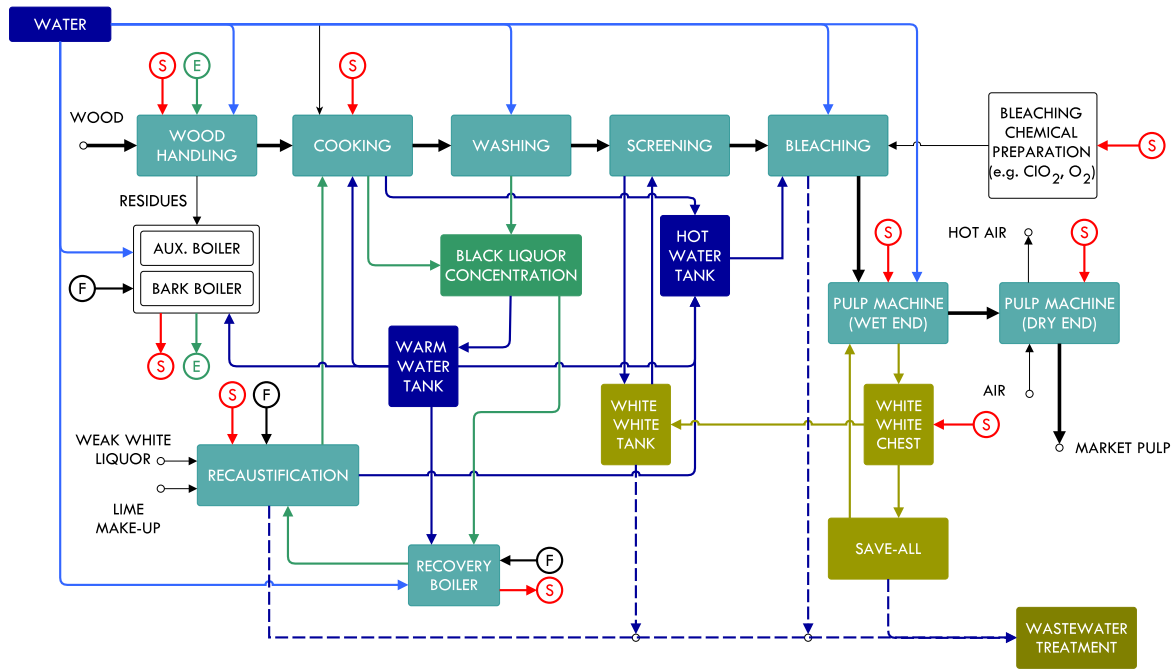 WATER
S
E
S
WOOD
WOOD
HANDLING
COOKING
WASHING
SCREENING
BLEACHING
BLEACHING
CHEMICAL
PREPARATION
(e.g. ClO2, O2)
S
RESIDUES
AUX. BOILER
BARK BOILER
F
S
E
BLACK LIQUOR
CONCENTRATION
HOT
WATER
TANK
S
HOT AIR
S
PULP MACHINE
(WET END)
PULP MACHINE
(DRY END)
WARM
WATER
TANK
AIR
S
F
WHITE
WHITE
TANK
WHITE
WHITE
CHEST
S
MARKET PULP
WEAK WHITE
LIQUOR
RECAUSTIFICATION
LIME
MAKE-UP
SAVE-ALL
RECOVERY
BOILER
F
S
WASTEWATER
TREATMENT